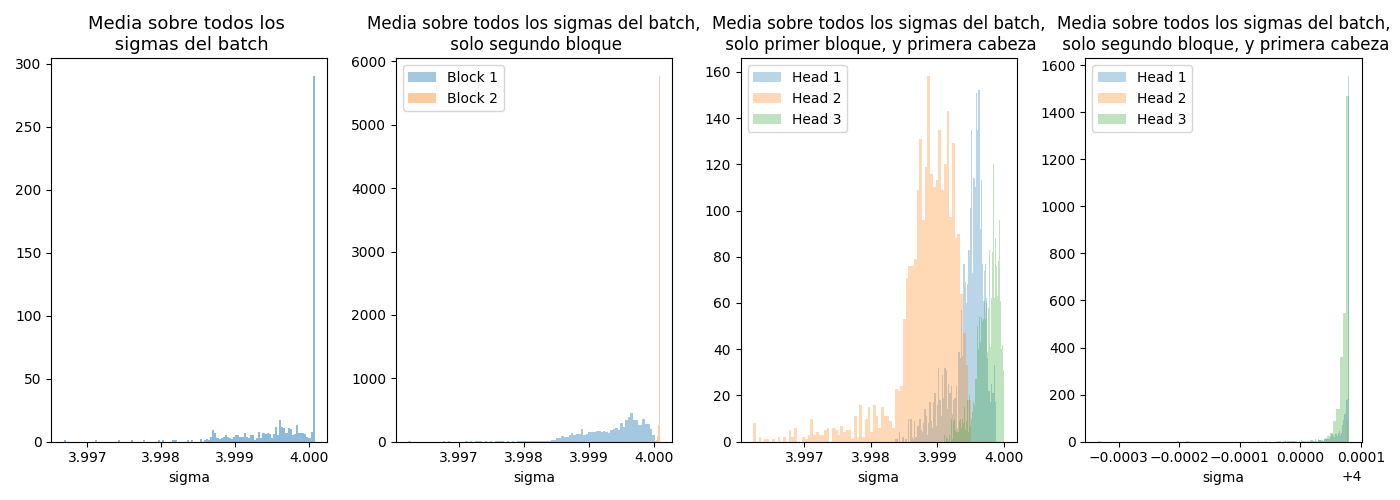 Media sobre todos los
sigmas del batch
300
250
200
150
100
50
0
3.997
3.998
3.999
4.000
sigma
Media sobre todos los sigmas del batch,
solo segundo bloque
Block 1
Block 2
6000
5000
4000
3000
2000
1000
0
3.997
3.998
3.999
4.000
sigma
Media sobre todos los sigmas del batch,
solo primer bloque, y primera cabeza
Head 1
Head 2
Head 3
160
140
120
100
80
60
40
20
0
3.997
3.998
3.999
4.000
sigma
Media sobre todos los sigmas del batch,
solo segundo bloque, y primera cabeza
Head 1
Head 2
Head 3
1600
1400
1200
1000
800
600
400
200
0
−0.0003
−0.0002
−0.0001
0.0000
0.0001
sigma
+4